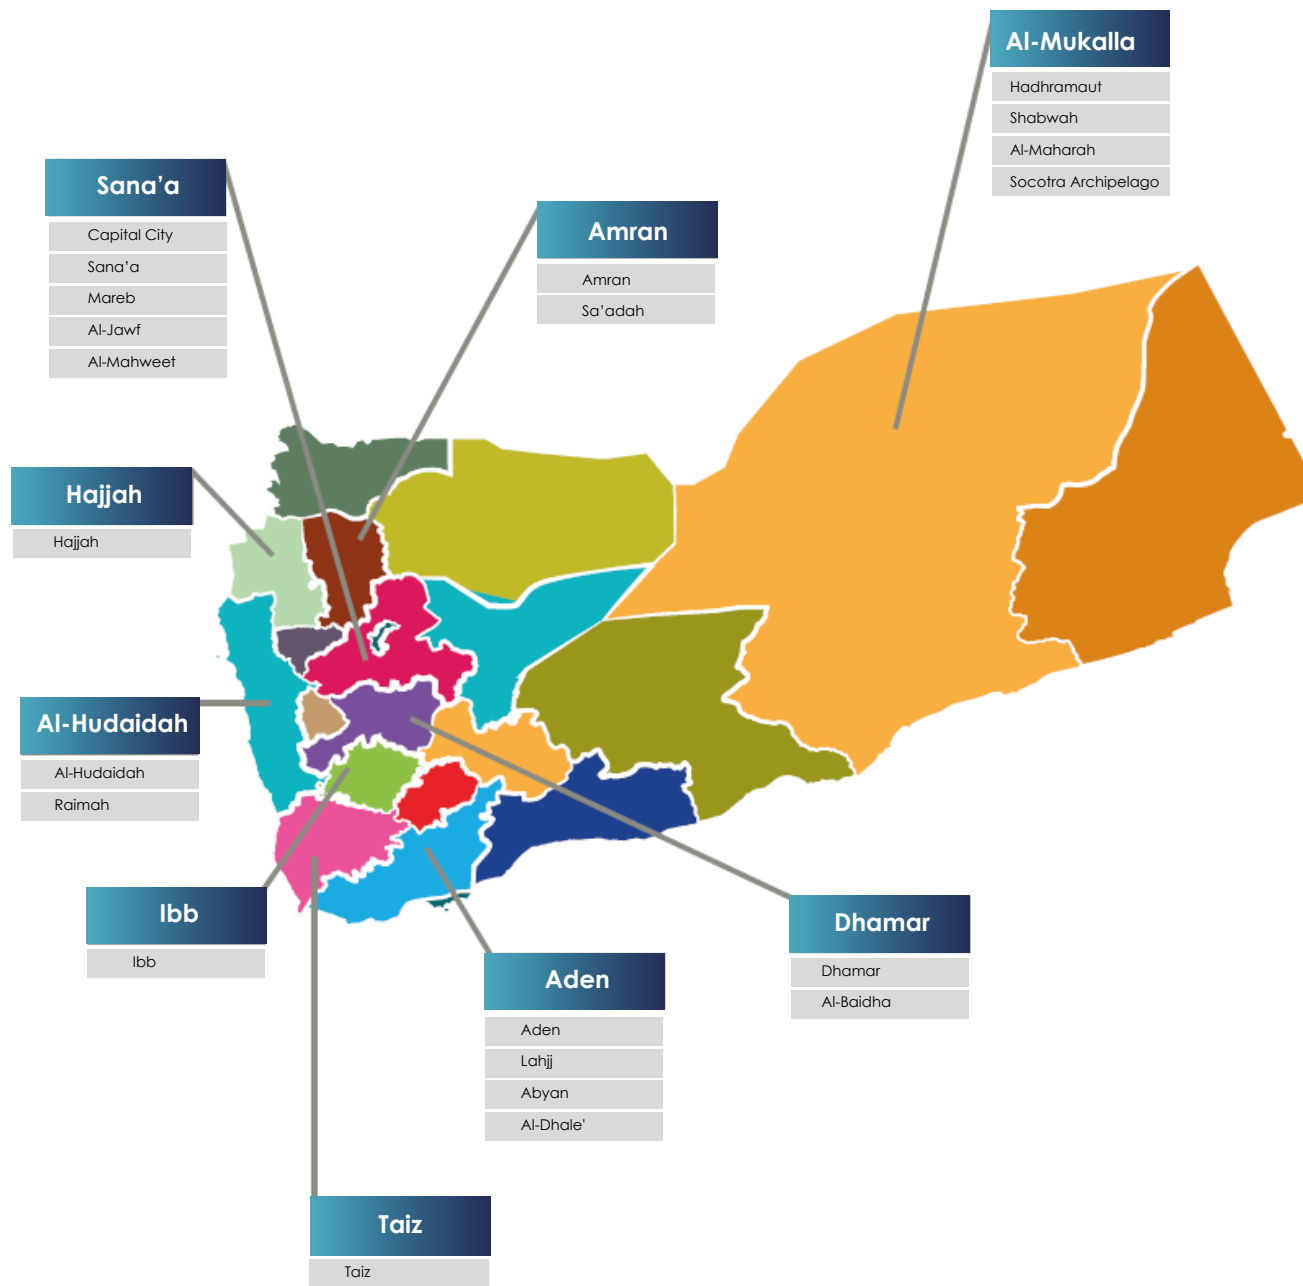 Al-Mukalla
Hadhramaut
Shabwah
Al-Maharah
Socotra Archipelago
Sana’a
Capital City
Sana’a
Mareb
Al-Jawf
Al-Mahweet
Amran
Amran
Sa’adah
Hajjah
Hajjah
Al-Hudaidah
Al-Hudaidah
Raimah
Ibb
Ibb
Dhamar
Dhamar
Al-Baidha
Aden
Aden
Lahjj
Abyan
Al-Dhale'
Taiz
Taiz